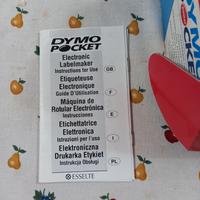 DYMO
POCKET
Electronic
Labelmaker
Instructions for Use
GB
Etiqueteuse
Electronique
Guide D'Utilisation
F
Máquina de
Rotular Electrónica
Instrucciones
E
Etichettatrice
Elettronica
Istruzioni per l'uso
I
Elektroniczna
Drukarka Etykiet
Instrukcja Obsługi
PL
ESSELTE
DYMO